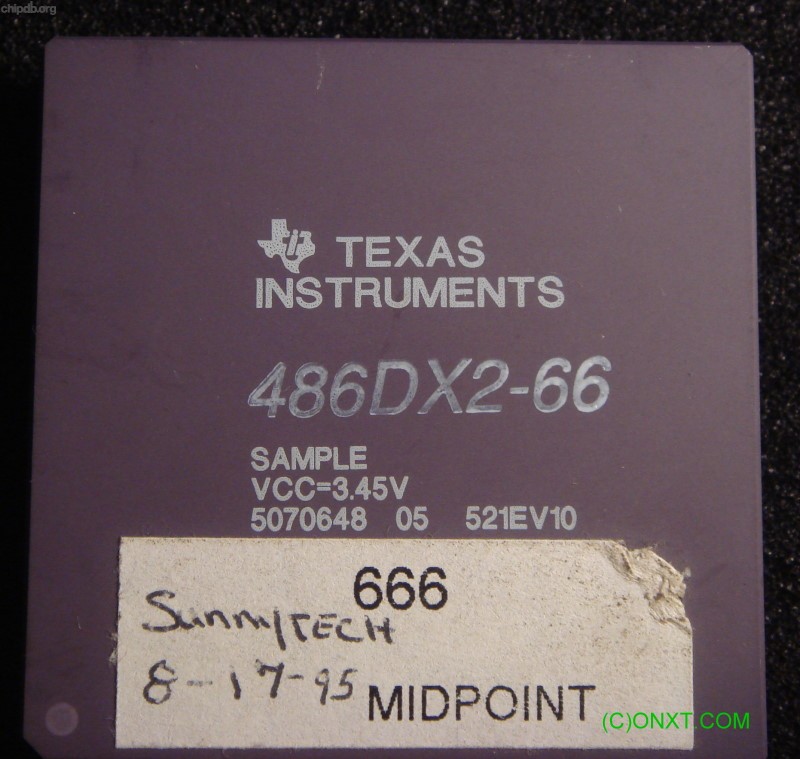 chipdb.org
TEXAS
INSTRUMENTS
486DX2-66
SAMPLE
VCC=3.45V
5070648 05 521EV10
666
SunnyTECH
8-17-95
MIDPOINT
(C)ONXT.COM